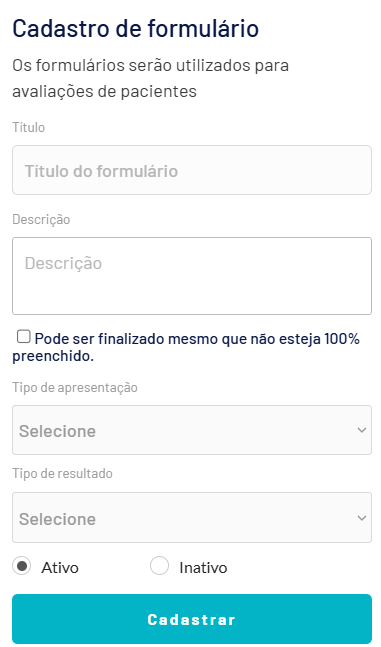 Cadastro de formulário
Os formulários serão utilizados para
avaliações de pacientes
Título
Título do formulário
Descrição
Descrição
Pode ser finalizado mesmo que não esteja 100%
preenchido.
Tipo de apresentação
Selecione
Tipo de resultado
Selecione
Ativo Inativo
Cadastrar